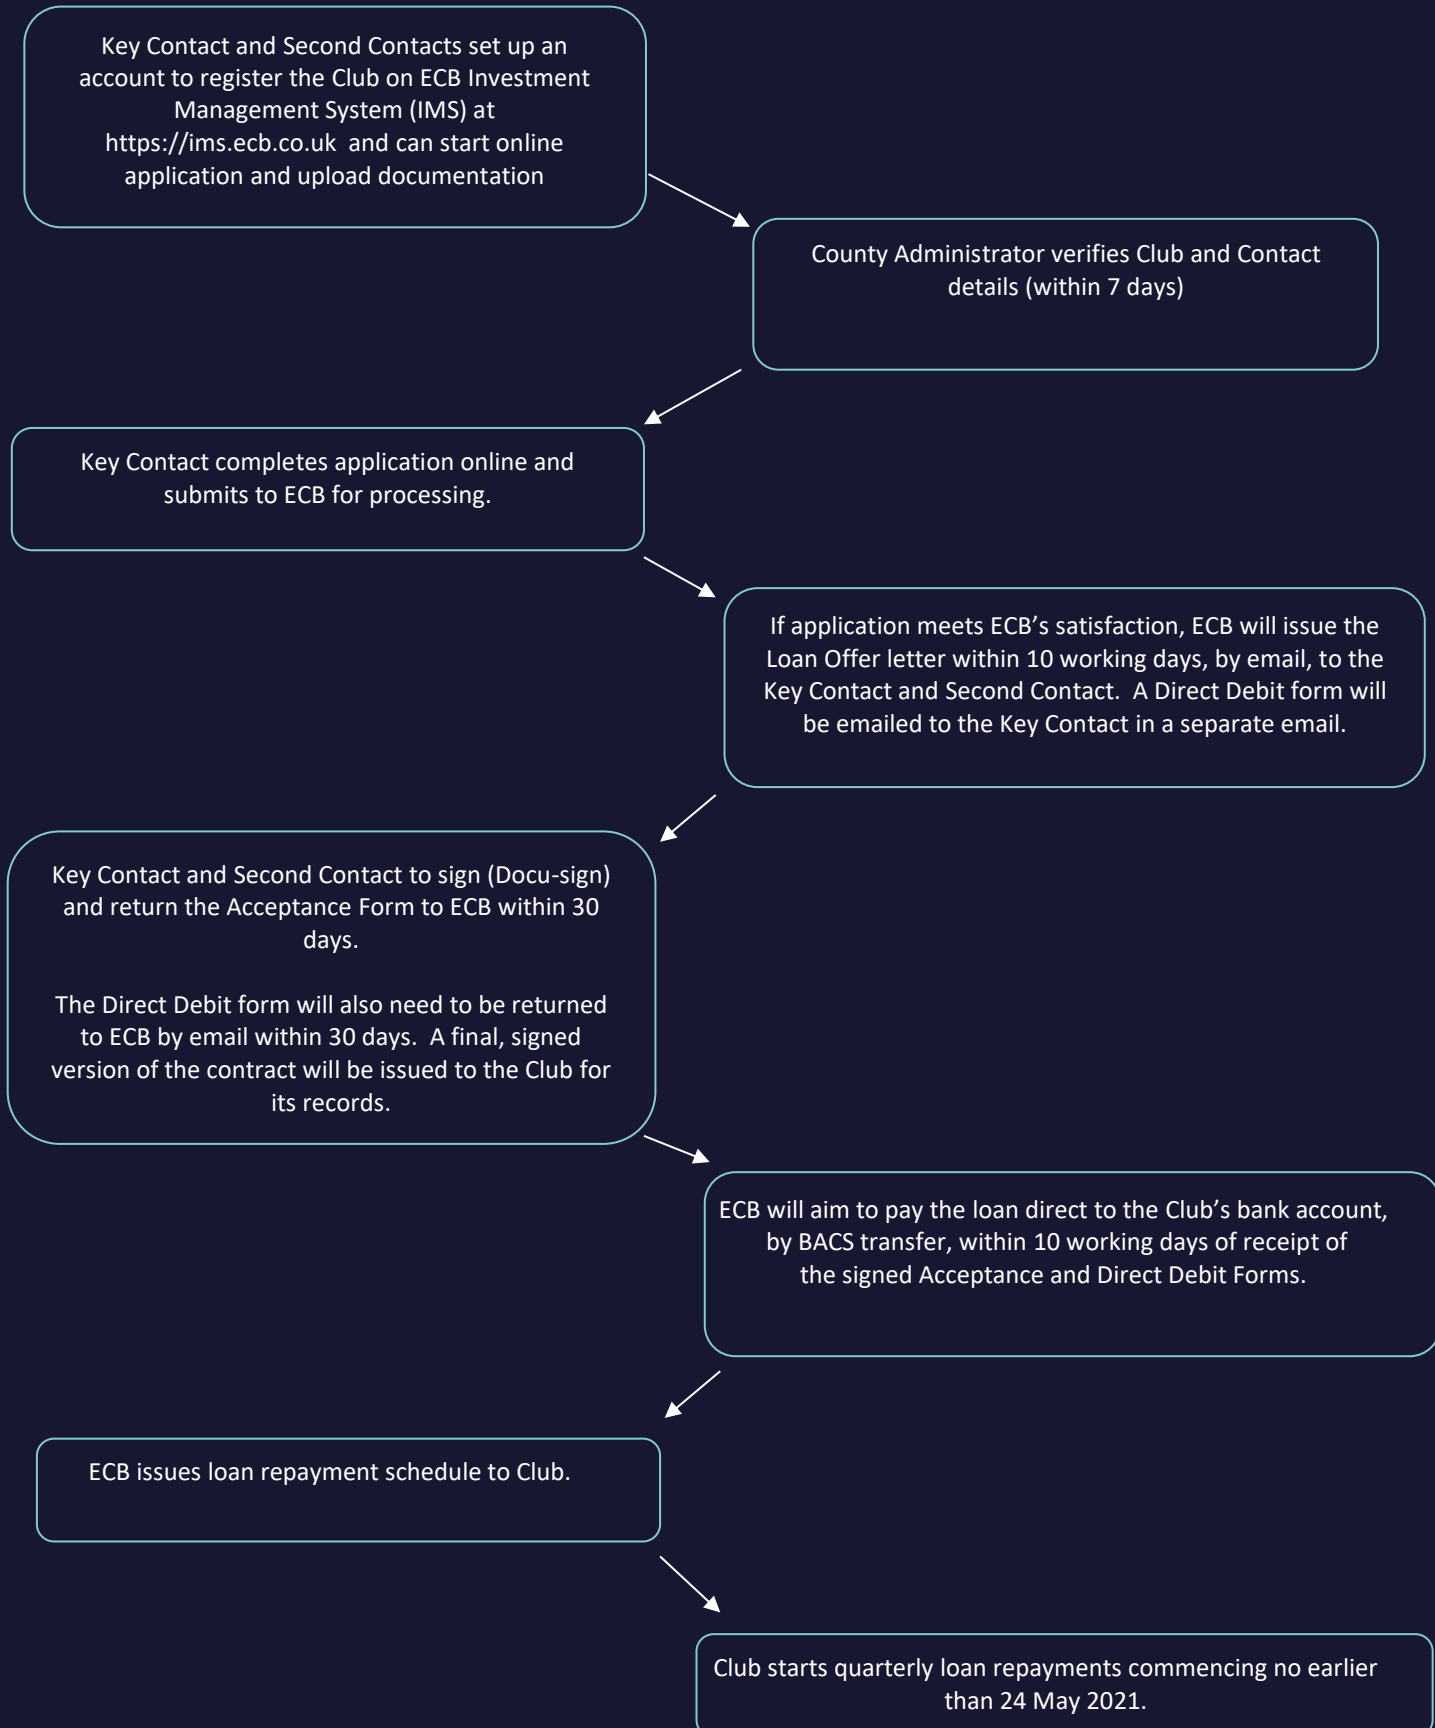 Key Contact and Second Contacts set up an
account to register the Club on ECB Investment
Management System (IMS) at
https://ims.ecb.co.uk  and can start online
application and upload documentation
County Administrator verifies Club and Contact
details (within 7 days)
Key Contact completes application online and
submits to ECB for processing.
If application meets ECB’s satisfaction, ECB will issue the
Loan Offer letter within 10 working days, by email, to the
Key Contact and Second Contact.  A Direct Debit form will
be emailed to the Key Contact in a separate email.
Key Contact and Second Contact to sign (Docu-sign)
and return the Acceptance Form to ECB within 30
days.
The Direct Debit form will also need to be returned
to ECB by email within 30 days.  A final, signed
version of the contract will be issued to the Club for
its records.
ECB will aim to pay the loan direct to the Club’s bank account,
by BACS transfer, within 10 working days of receipt of
the signed Acceptance and Direct Debit Forms.
ECB issues loan repayment schedule to Club.
Club starts quarterly loan repayments commencing no earlier
than 24 May 2021.